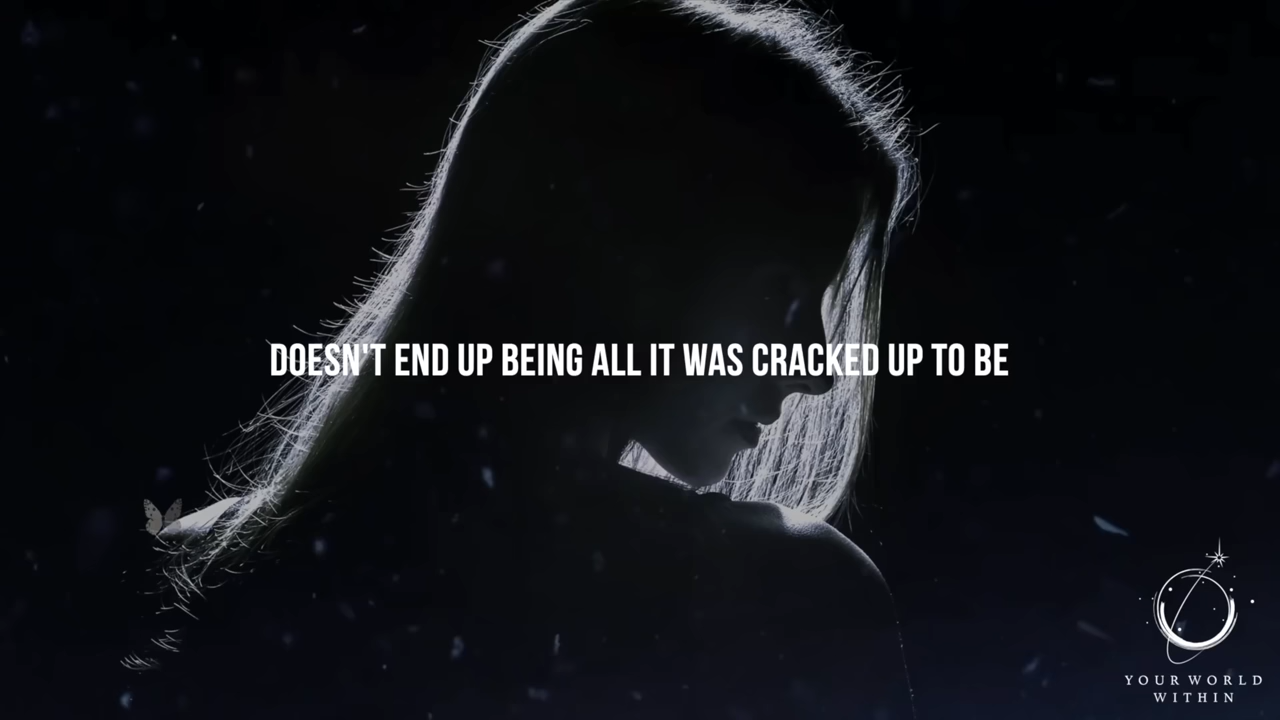 DOESN'T END UP BEING ALL IT WAS CRACKED UP TO BE
YOUR WORLD
WITHIN